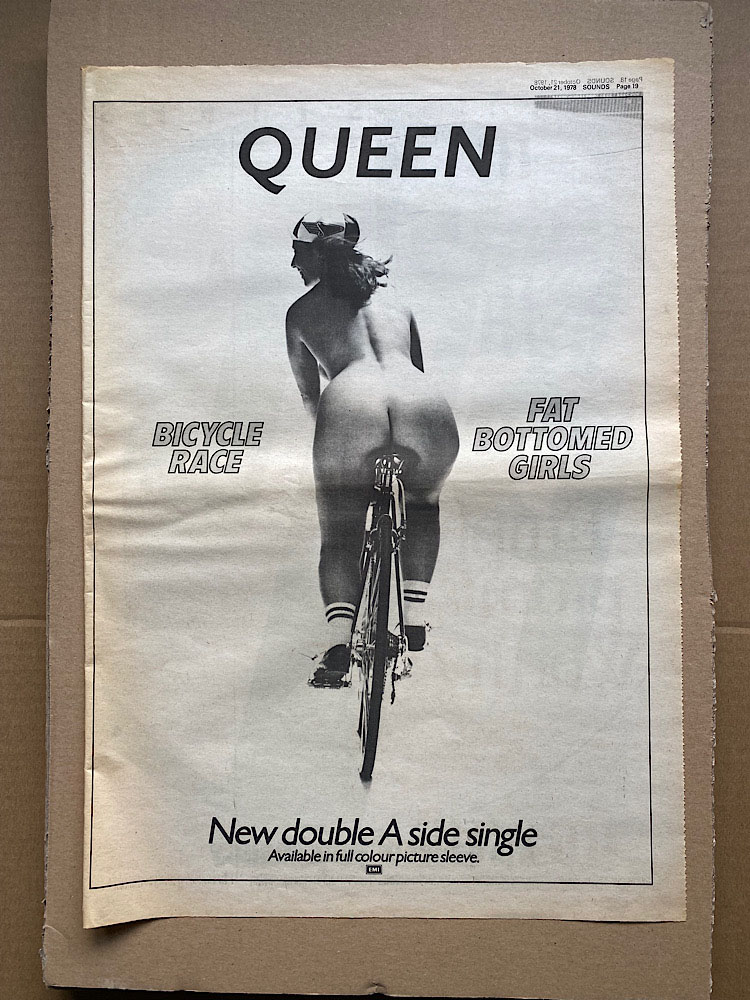 Page 18 SOUNDS October 21, 1978
October 21, 1978 SOUNDS Page 19
QUEEN
BICYCLE
RACE
FAT
BOTTOMED
GIRLS
New double A side single
Available in full colour picture sleeve.
EMI